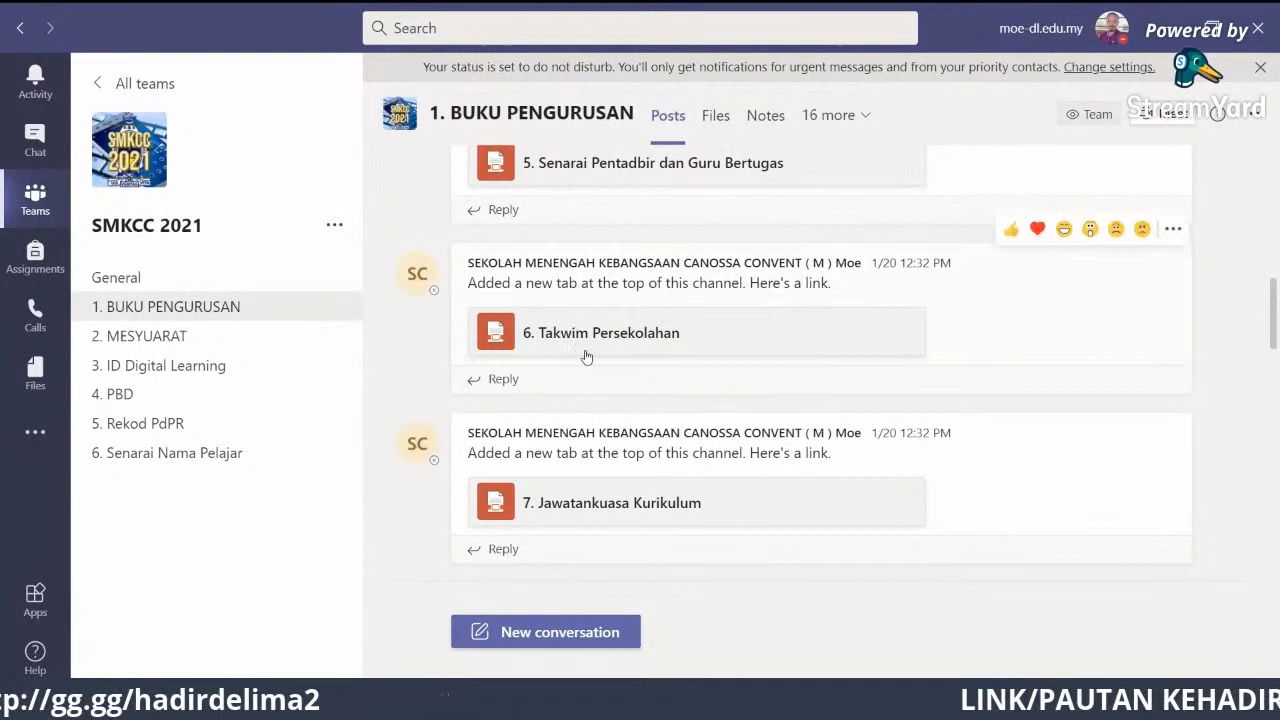 Search
moe-dl.edu.my
Powered by
StreamYard
Your status is set to do not disturb. You'll only get notifications for urgent messages and from your priority contacts. Change settings.
Activity
Chat
Teams
Assignments
Calls
Files
Apps
Help
All teams
SMKCC
2021
SMKCC 2021
General
1. BUKU PENGURUSAN
2. MESYUARAT
3. ID Digital Learning
4. PBD
5. Rekod PdPR
6. Senarai Nama Pelajar
1. BUKU PENGURUSAN
Posts
Files
Notes
16 more
Team
5. Senarai Pentadbir dan Guru Bertugas
Reply
SC
SEKOLAH MENENGAH KEBANGSAAN CANOSSA CONVENT ( M ) Moe 1/20 12:32 PM
Added a new tab at the top of this channel. Here's a link.
6. Takwim Persekolahan
Reply
SC
SEKOLAH MENENGAH KEBANGSAAN CANOSSA CONVENT ( M ) Moe 1/20 12:32 PM
Added a new tab at the top of this channel. Here's a link.
7. Jawatankuasa Kurikulum
Reply
New conversation
tp://gg.gg/hadirdelima2
LINK/PAUTAN KEHADIR